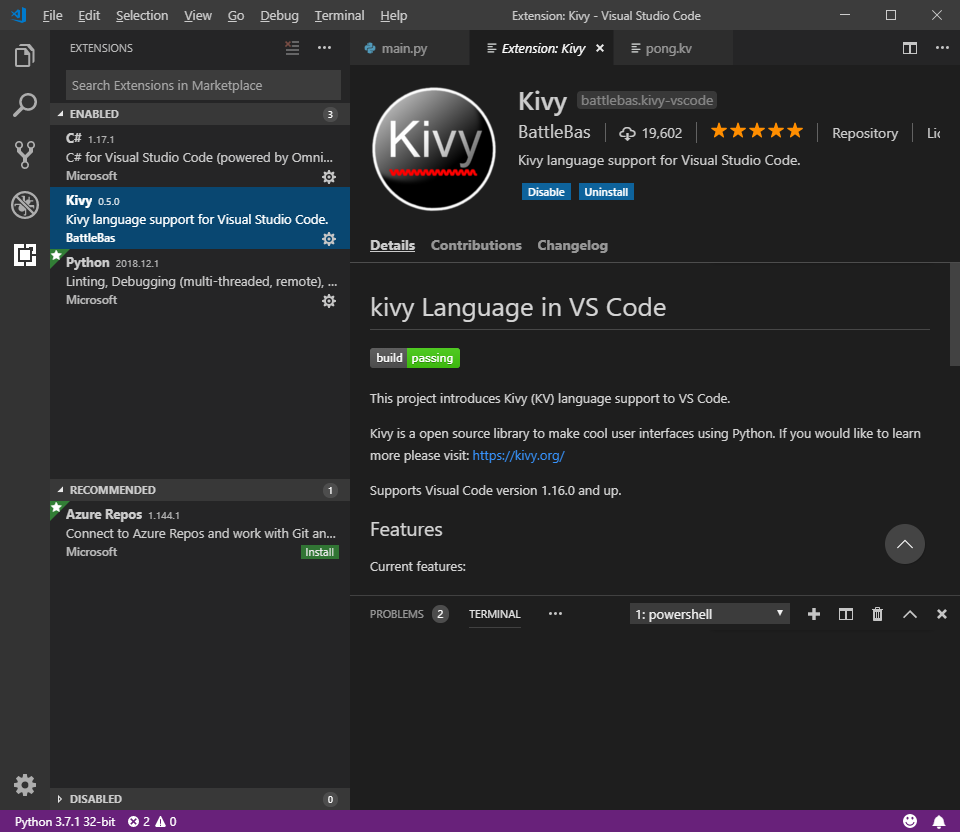 File Edit Selection View Go Debug Terminal Help
Extension: Kivy - Visual Studio Code
EXTENSIONS
Search Extensions in Marketplace
ENABLED 3
C# 1.17.1
C# for Visual Studio Code (powered by Omni...
Microsoft
Kivy 0.5.0
Kivy language support for Visual Studio Code.
BattleBas
Python 2018.12.1
Linting, Debugging (multi-threaded, remote), ...
Microsoft
RECOMMENDED 1
Azure Repos 1.144.1
Connect to Azure Repos and work with Git an...
Microsoft Install
DISABLED 0
main.py Extension: Kivy pong.kv
Kivy
Kivy battlebas.kivy-vscode
BattleBas 19,602 Repository Lic
Kivy language support for Visual Studio Code.
Disable Uninstall
Details Contributions Changelog
kivy Language in VS Code
build passing
This project introduces Kivy (KV) language support to VS Code.
Kivy is a open source library to make cool user interfaces using Python. If you would like to learn
more please visit: https://kivy.org/
Supports Visual Code version 1.16.0 and up.
Features
Current features:
PROBLEMS 2 TERMINAL ... 1: powershell
Python 3.7.1 32-bit 2 0